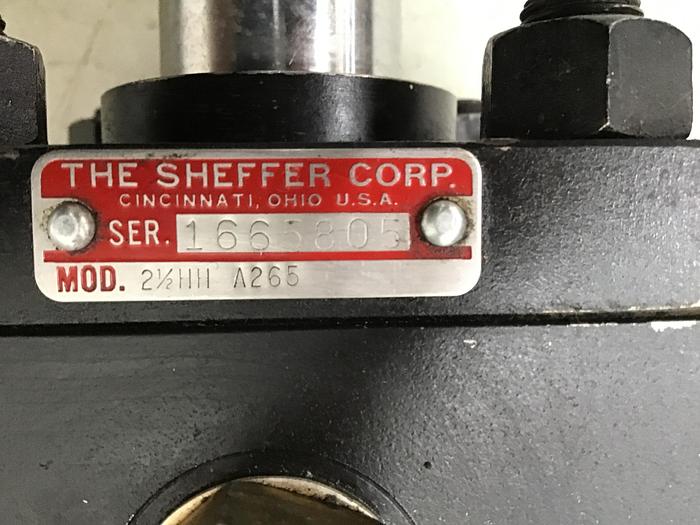 THE SHEFFER CORP.
CINCINNATI, OHIO U.S.A.
SER. 1665805
MOD. 2½HH A265